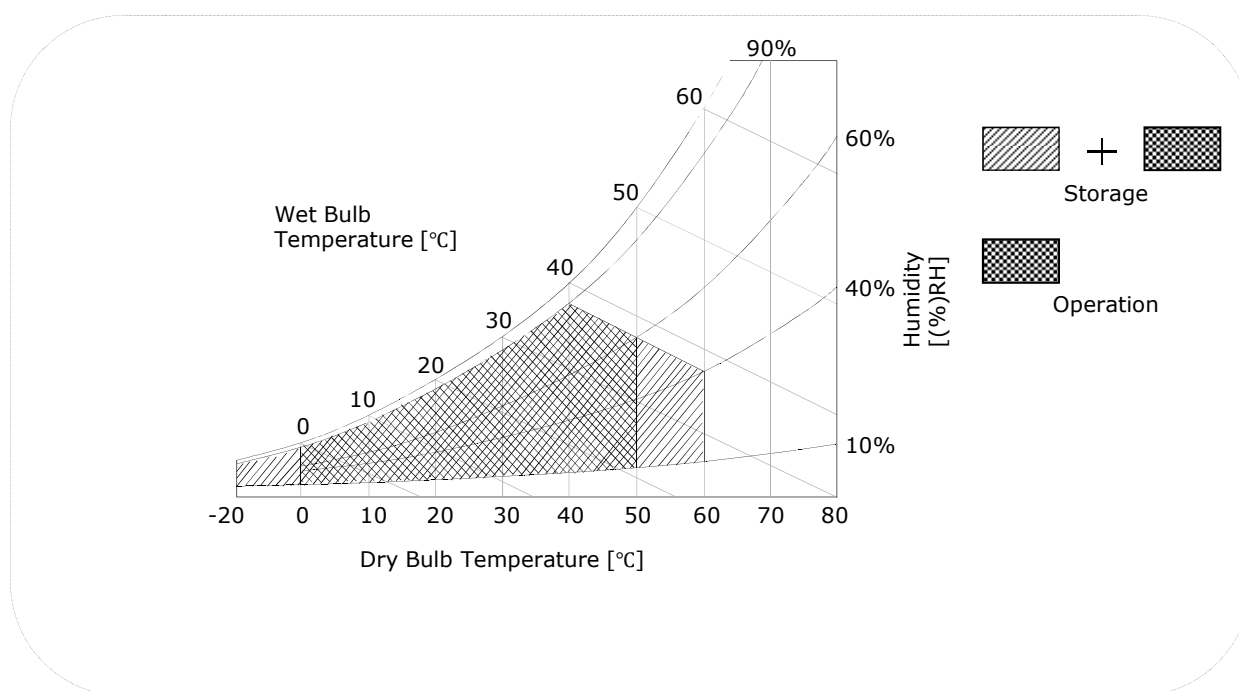 90%
60
60%
50
Storage
Wet Bulb
Temperature [℃]
40
40%
Humidity
[(%)RH]
Operation
30
20
10
0
10%
-20 0 10 20 30 40 50 60 70 80
Dry Bulb Temperature [℃]